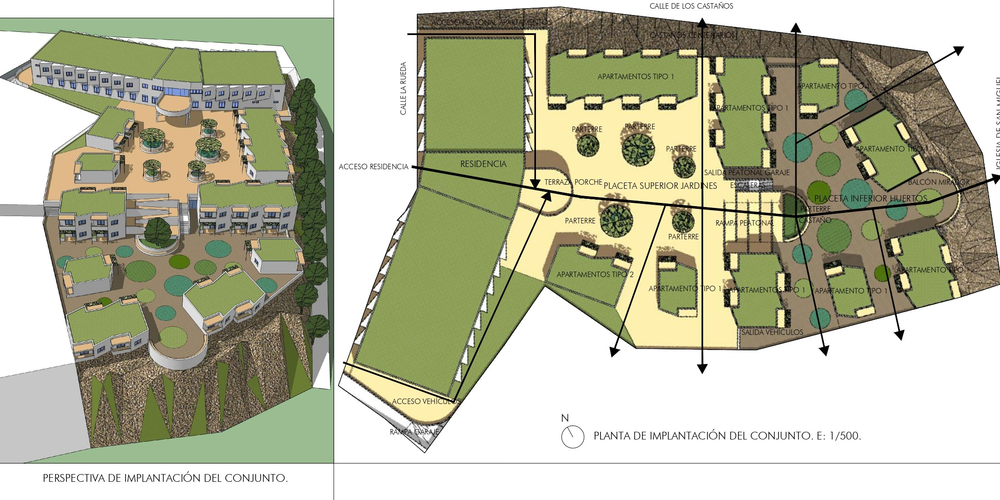 CALLE DE LOS CASTAÑOS
ACCESO PEATONAL APARTAMENTOS
CASTAÑOS CENTENARIOS
CALLE LA RUEDA
APARTAMENTOS TIPO 1
APARTAMENTO TIPO 1
APARTAMENTOS TIPO 1
IGLESIA DE SAN MIGUEL
PARTERRE
PARTERRE
PARTERRE
APARTAMENTO TIPO 1
RESIDENCIA
ACCESO RESIDENCIA
SALIDA PEATONAL GARAJE
TERRAZA PORCHE
PLACETA SUPERIOR JARDINES
ESCALERAS
BALCÓN MIRADOR
PLACETA INFERIOR HUERTOS
PARTERRE
CASTAÑO
PARTERRE
RAMPA PEATONAL
PARTERRE
APARTAMENTOS TIPO 2
APARTAMENTO TIPO 1
APARTAMENTOS TIPO 1
APARTAMENTO TIPO 1
APARTAMENTO TIPO 1
SALIDA VEHÍCULOS
ACCESO VEHÍCULOS
RAMPA GARAJE
N
PLANTA DE IMPLANTACIÓN DEL CONJUNTO. E: 1/500.
PERSPECTIVA DE IMPLANTACIÓN DEL CONJUNTO.